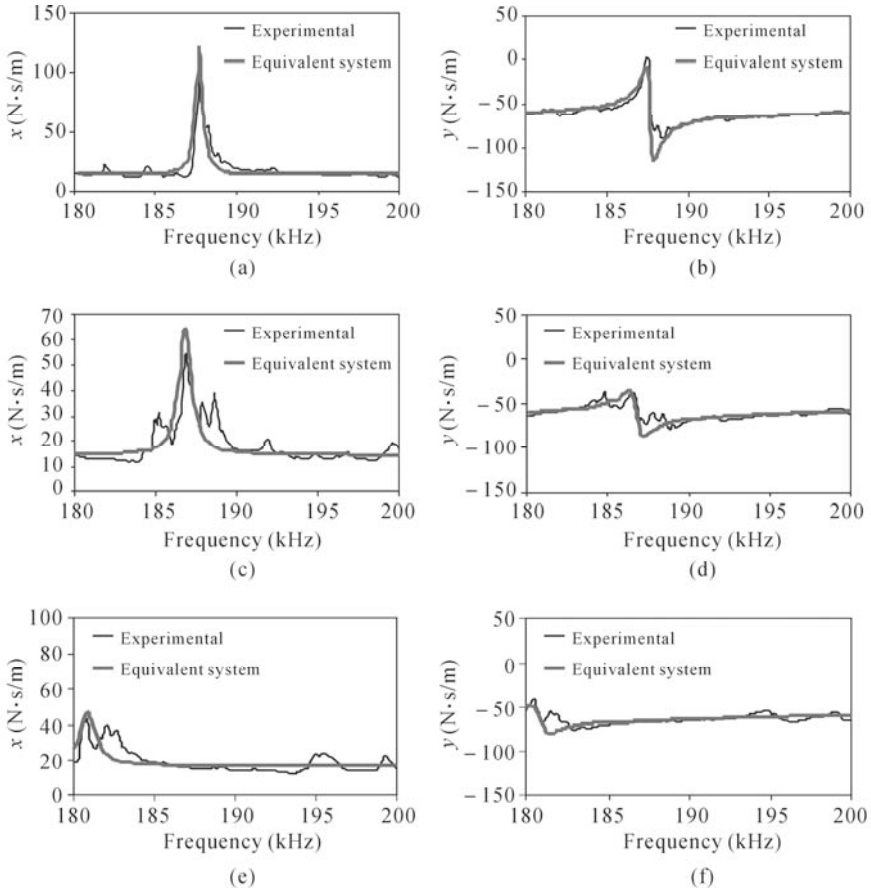 150
100
50
0
x (N·s/m)
Experimental
Equivalent system
180 185 190 195 200
Frequency (kHz)
(a)
50
0
−50
−100
−150
y (N·s/m)
Experimental
Equivalent system
180 185 190 195 200
Frequency (kHz)
(b)
70
60
50
40
30
20
10
0
x (N·s/m)
Experimental
Equivalent system
180 185 190 195 200
Frequency (kHz)
(c)
50
0
−50
−100
−150
y (N·s/m)
Experimental
Equivalent system
180 185 190 195 200
Frequency (kHz)
(d)
100
80
60
40
20
0
x (N·s/m)
Experimental
Equivalent system
180 185 190 195 200
Frequency (kHz)
(e)
50
0
−50
−100
−150
y (N·s/m)
Experimental
Equivalent system
180 185 190 195 200
Frequency (kHz)
(f)